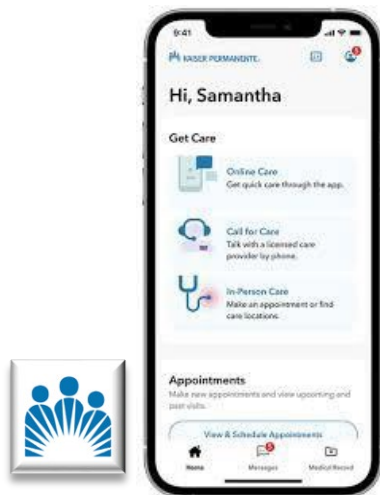 9:41
KAISER PERMANENTE.
Hi, Samantha
Get Care
Online Care
Get quick care through the app.
Call for Care
Talk with a licensed care
provider by phone.
In-Person Care
Make an appointment or find
care locations.
Appointments
Make new appointments and view upcoming and
past visits.
View & Schedule Appointments
Home
Messages
Medical Record